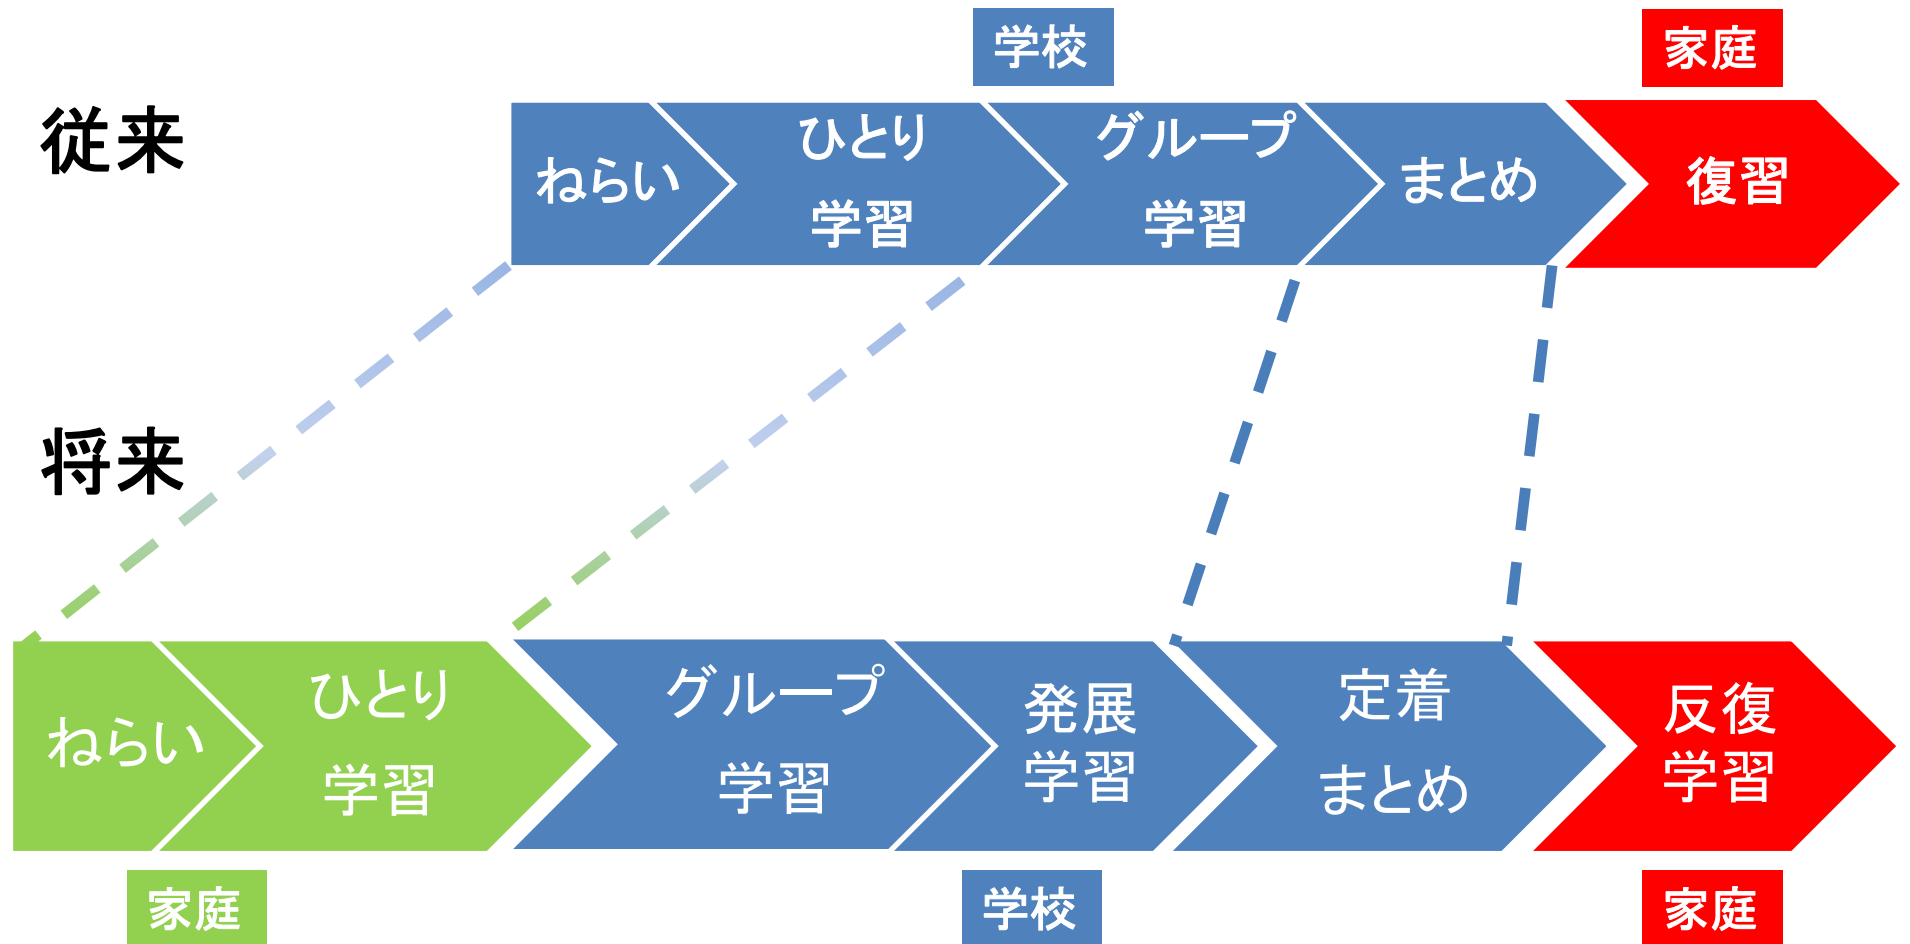 学校
家庭
従来
ねらい
ひとり
学習
グループ
学習
まとめ
復習
将来
ねらい
ひとり
学習
グループ
学習
発展
学習
定着
まとめ
反復
学習
家庭
学校
家庭